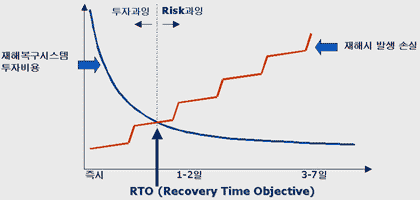 투자과잉 Risk과잉
재해복구시스템
투자비용
재해시 발생 손실
즉시 1-2일 3-7일
RTO (Recovery Time Objective)